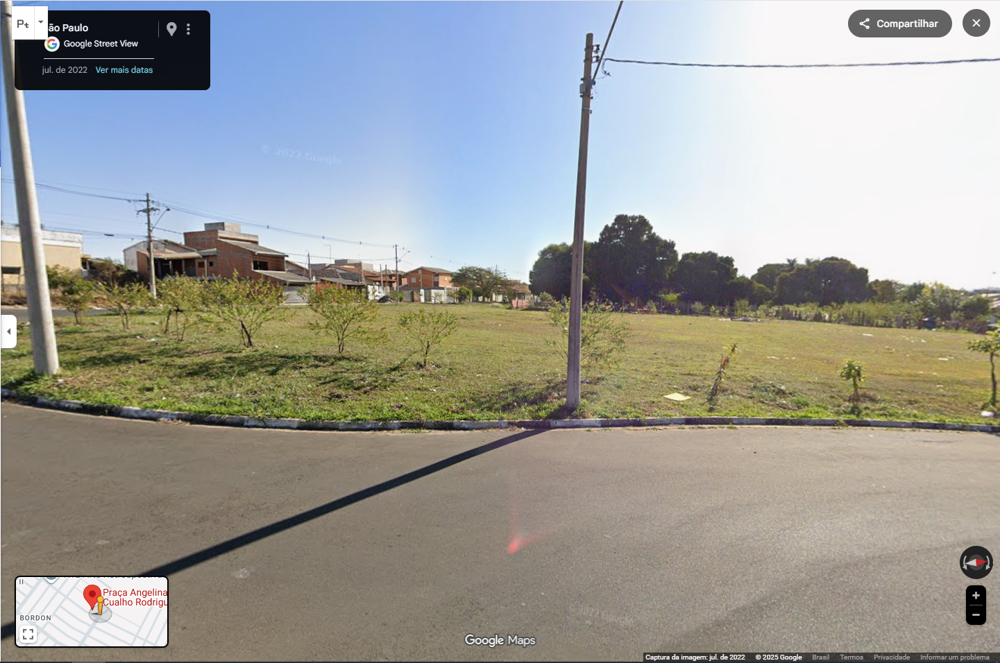 ão Paulo
Google Street View
jul. de 2022 Ver mais datas
Compartilhar
© 2022 Google
Praça Angelina
Cualho Rodrigu
BORDON
Google Maps
Captura da imagem: jul. de 2022 © 2025 Google Brasil Termos Privacidade Informar um problema